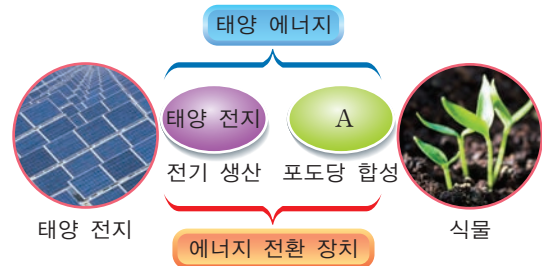 태양 에너지
태양 전지
A
전기 생산
포도당 합성
태양 전지
식물
에너지 전환 장치